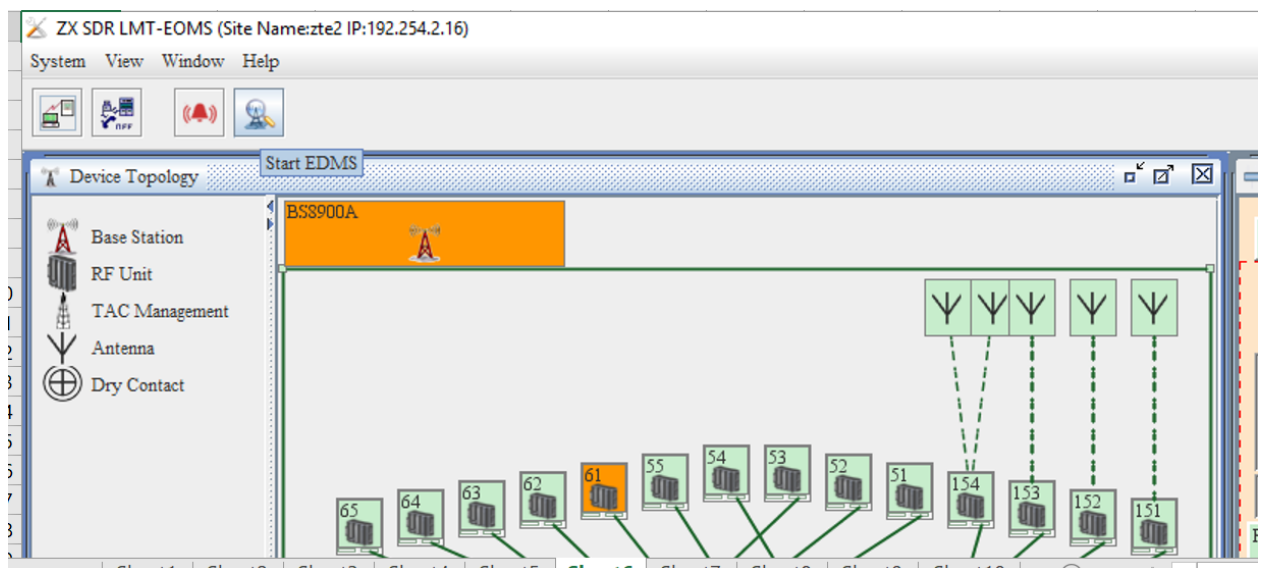 ZX SDR LMT-EOMS (Site Name:zte2 IP:192.254.2.16)
System View Window Help
OFF
Start EDMS
Device Topology
BS8900A
Base Station
RF Unit
TAC Management
Antenna
Dry Contact
65 64 63 62 61 55 54 53 52 51 154 153 152 151